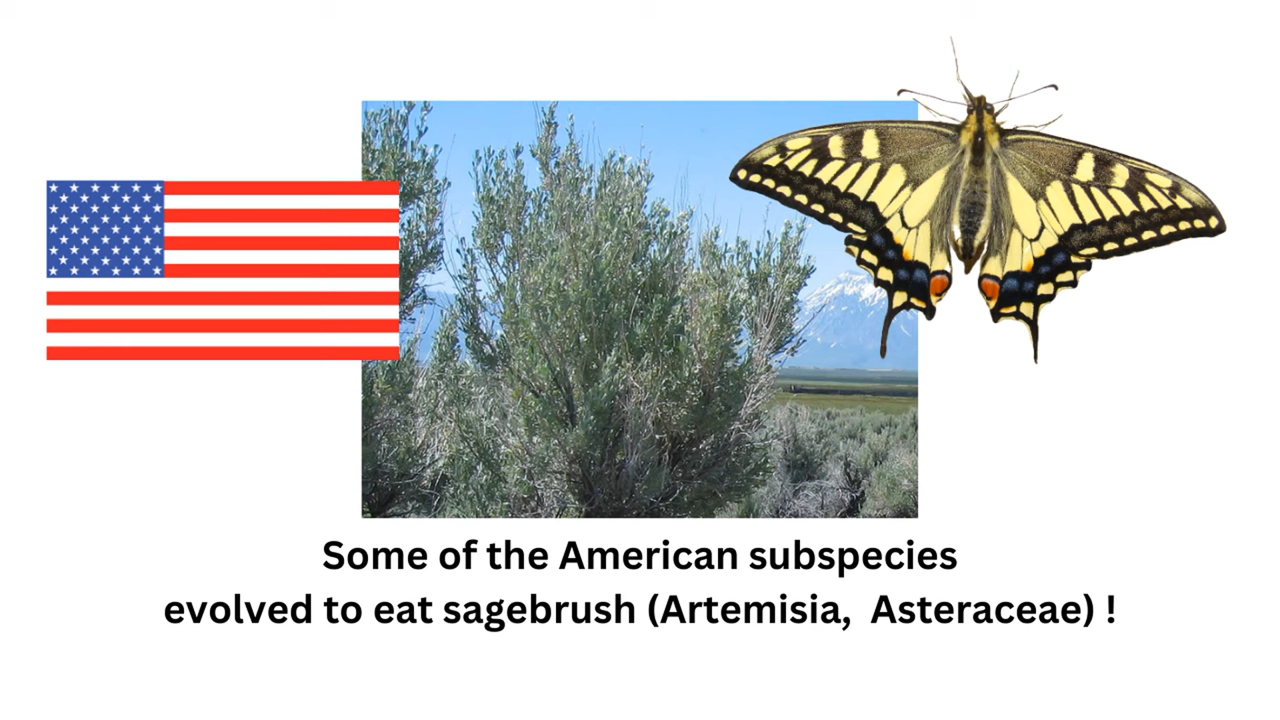 Some of the American subspecies
evolved to eat sagebrush (Artemisia,  Asteraceae) !